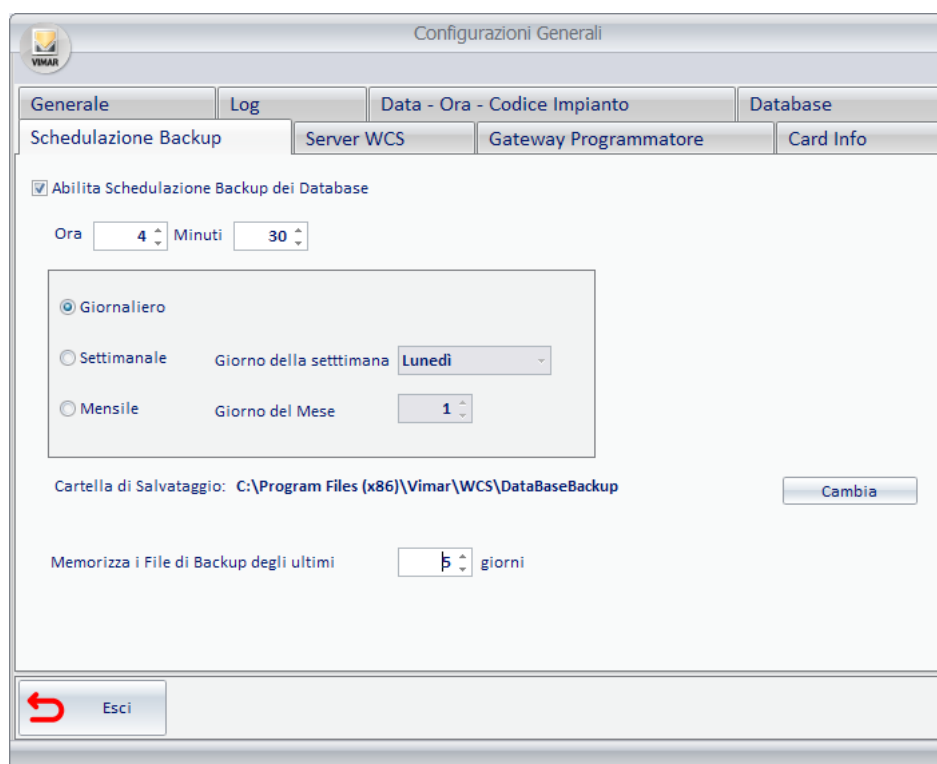 Configurazioni Generali
VIMAR
Generale Log Data - Ora - Codice Impianto Database
Schedulazione Backup Server WCS Gateway Programmatore Card Info
Abilita Schedulazione Backup dei Database
Ora 4 Minuti 30
Giornaliero
Settimanale Giorno della setttimana Lunedì
Mensile Giorno del Mese 1
Cartella di Salvataggio: C:\Program Files (x86)\Vimar\WCS\DataBaseBackup Cambia
Memorizza i File di Backup degli ultimi 5 giorni
Esci